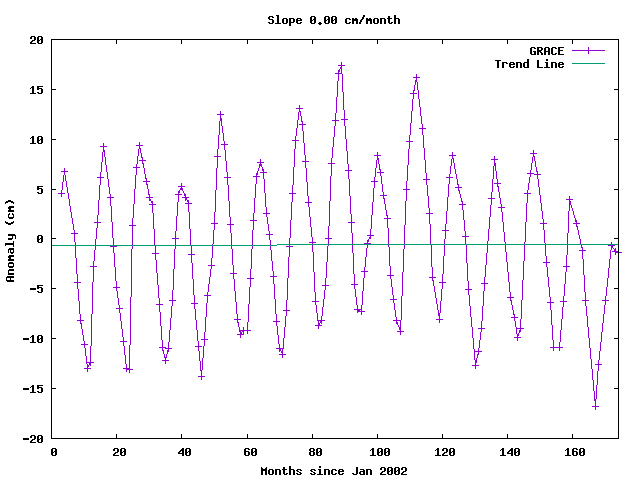 Slope 0.00 cm/month
GRACE
Trend Line
Anomaly (cm)
20
15
10
5
0
-5
-10
-15
-20
0 20 40 60 80 100 120 140 160
Months since Jan 2002